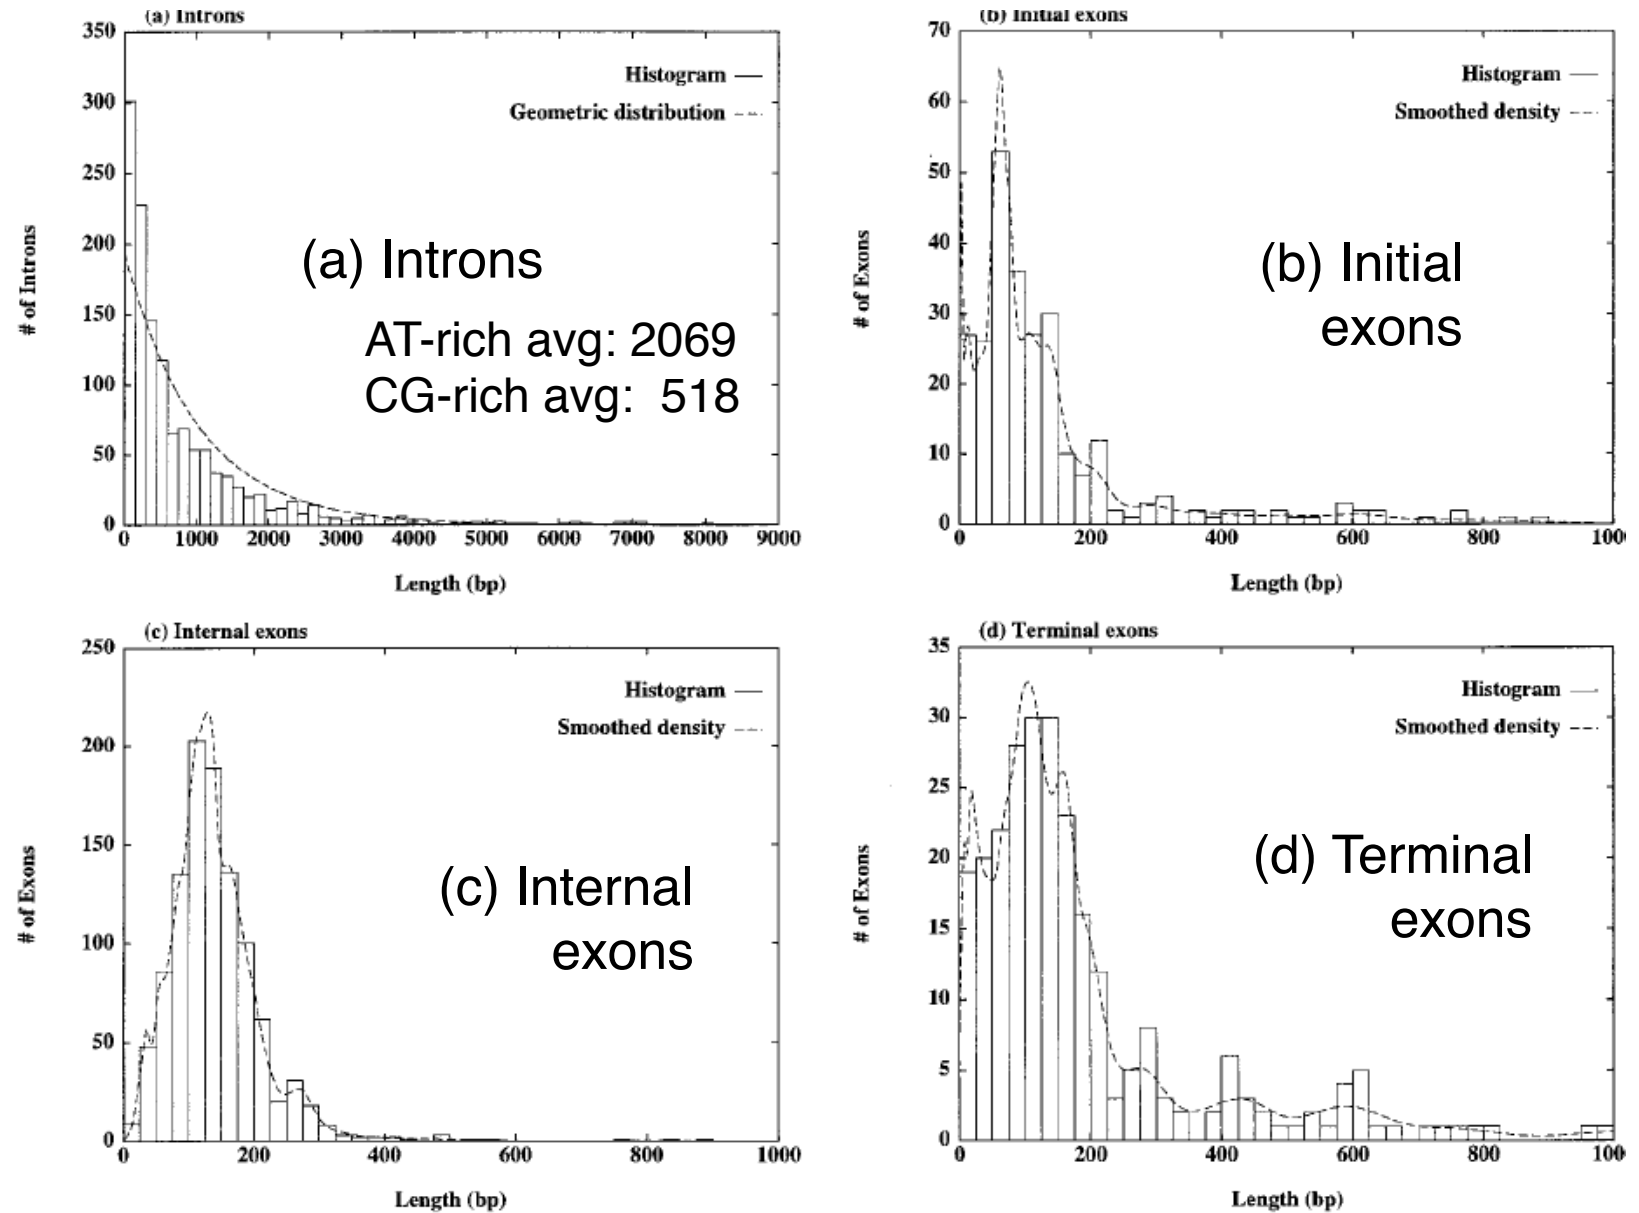 (a) Introns
350
300
250
200
150
100
50
0
# of Introns
Histogram
Geometric distribution
(a) Introns
AT-rich avg: 2069
CG-rich avg: 518
0 1000 2000 3000 4000 5000 6000 7000 8000 9000
Length (bp)
(b) Initial exons
70
60
50
40
30
20
10
0
# of Exons
Histogram
Smoothed density
(b) Initial
exons
0 200 400 600 800 100
Length (bp)
(c) Internal exons
250
200
150
100
50
0
# of Exons
Histogram
Smoothed density
(c) Internal
exons
0 200 400 600 800 1000
Length (bp)
(d) Terminal exons
35
30
25
20
15
10
5
0
# of Exons
Histogram
Smoothed density
(d) Terminal
exons
0 200 400 600 800 100
Length (bp)